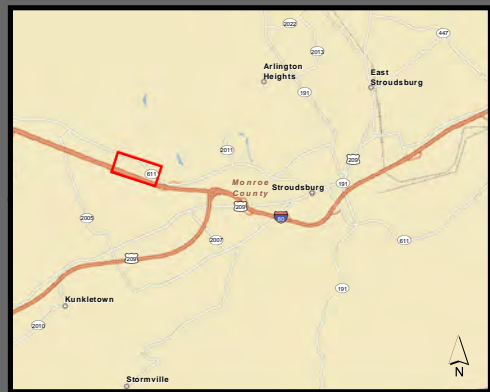 2022
447
2013
Arlington
Heights
East
Stroudsburg
191
2011
209
611
Monroe
County
Stroudsburg
191
209
80
2005
2007
611
209
191
Kunkletown
2010
Stormville
N